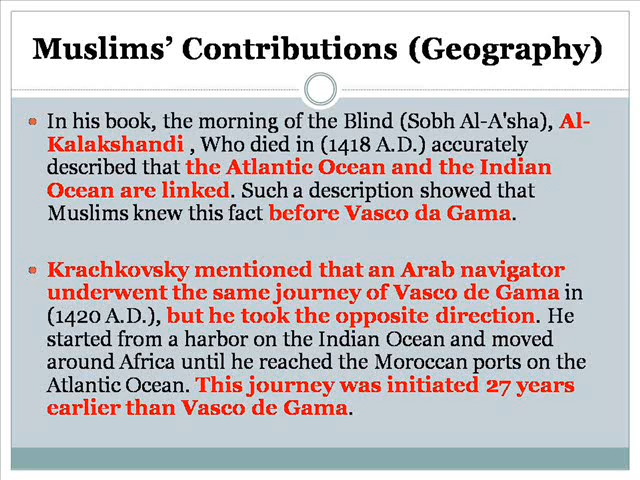 Muslims’ Contributions (Geography)
In his book, the morning of the Blind (Sobh Al-A'sha), Al-
Kalakshandi , Who died in (1418 A.D.) accurately
described that the Atlantic Ocean and the Indian
Ocean are linked. Such a description showed that
Muslims knew this fact before Vasco da Gama.
Krachkovsky mentioned that an Arab navigator
underwent the same journey of Vasco de Gama in
(1420 A.D.), but he took the opposite direction. He
started from a harbor on the Indian Ocean and moved
around Africa until he reached the Moroccan ports on the
Atlantic Ocean. This journey was initiated 27 years
earlier than Vasco de Gama.